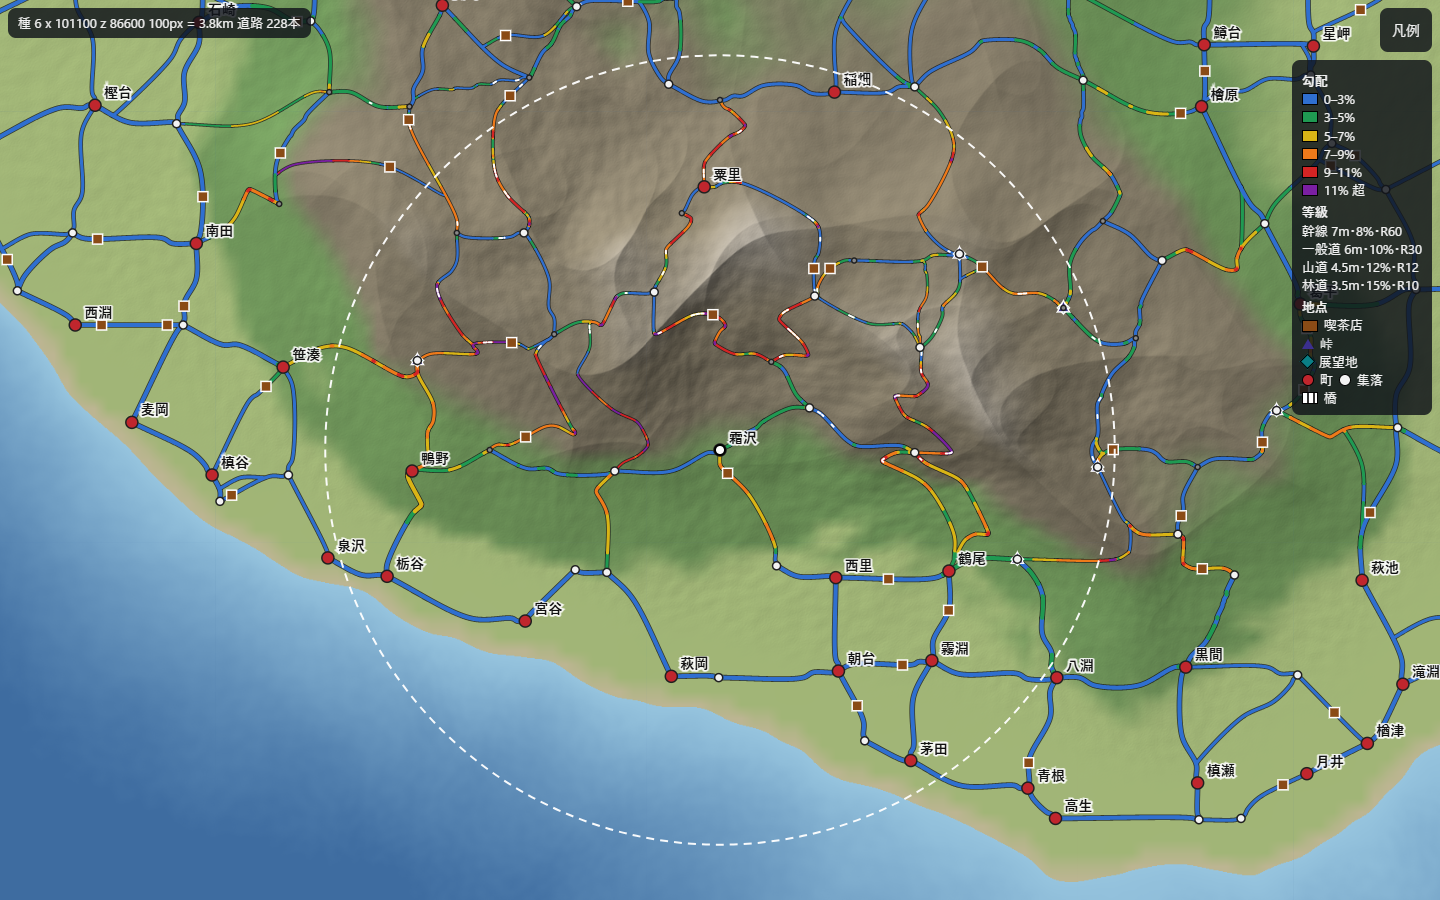 種 6 x 101100 z 86600 100px = 3.8km 道路 228本
凡例
石崎
鱒台
星岬
樫台
稲畑
檜原
粟里
南田
西淵
笹湊
麦岡
槙谷
鴨野
霜沢
泉沢
栃谷
宮谷
西里
鶴尾
萩池
萩岡
朝台
霧淵
八淵
黒間
滝淵
茅田
青根
高生
槙瀬
月井
楢津
勾配
0–3%
3–5%
5–7%
7–9%
9–11%
11% 超
等級
幹線 7m·8%·R60
一般道 6m·10%·R30
山道 4.5m·12%·R12
林道 3.5m·15%·R10
地点
喫茶店
峠
展望地
町 集落
橋